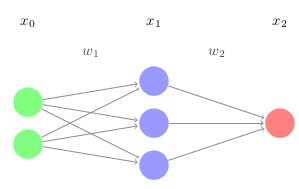 x₀ x₁ x₂
w₁ w₂